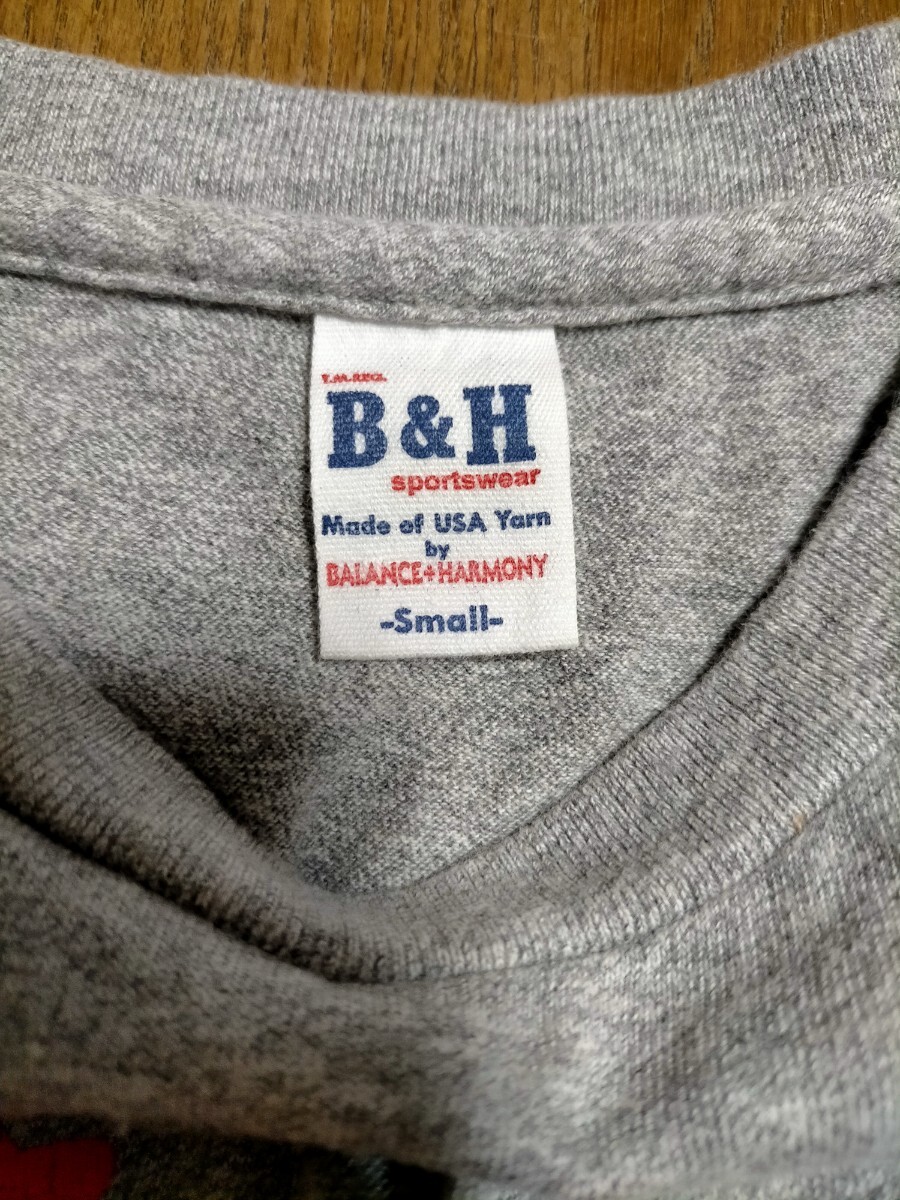 T.M.REG.
B&H
sportswear
Made of USA Yarn
by
BALANCE+HARMONY
-Small-